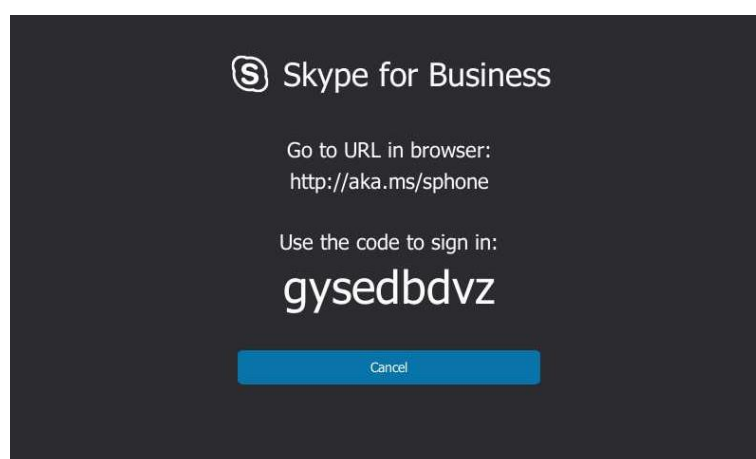 Skype for Business
Go to URL in browser:
http://aka.ms/sphone
Use the code to sign in:
gysedbdvz
Cancel